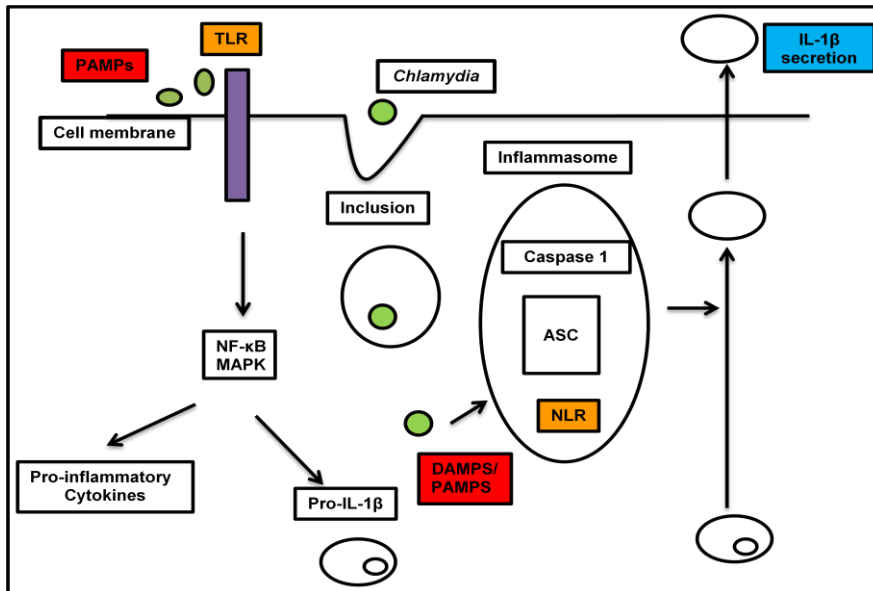 TLR
PAMPs
IL-1β
secretion
Chlamydia
Cell membrane
Inflammasome
Inclusion
Caspase 1
ASC
NF-κB
MAPK
NLR
Pro-inflammatory
Cytokines
DAMPS/
PAMPS
Pro-IL-1β